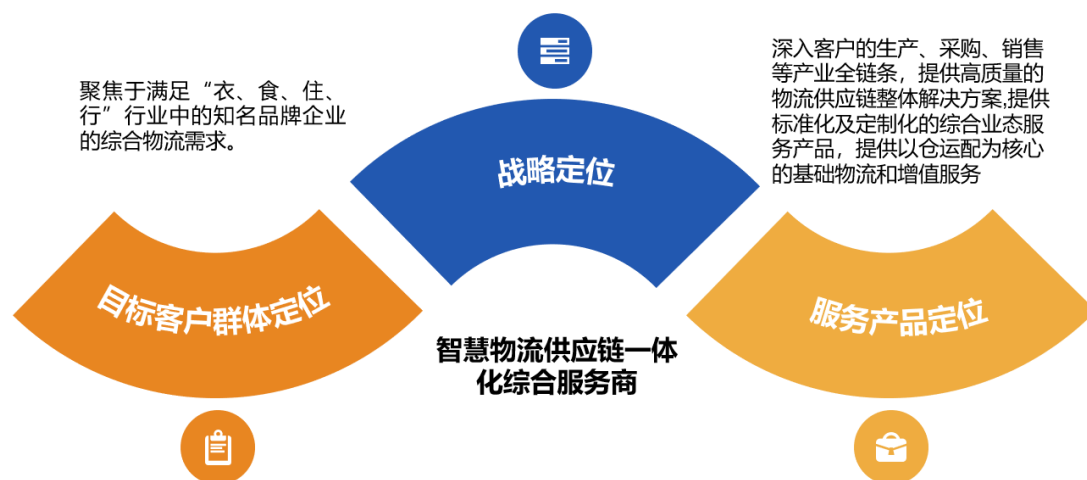 聚焦于满足“衣、食、住、
行”行业中的知名品牌企业
的综合物流需求。
目标客户群体定位
战略定位
智慧物流供应链一体
化综合服务商
深入客户的生产、采购、销售
等产业全链条，提供高质量的
物流供应链整体解决方案,提供
标准化及定制化的综合业态服
务产品，提供以仓运配为核心
的基础物流和增值服务
服务产品定位